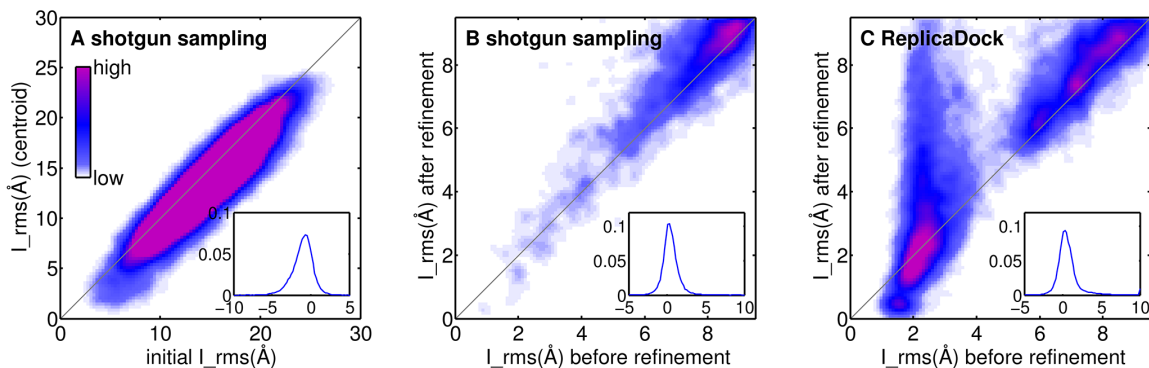 A shotgun sampling
I_rms(Å) (centroid)
30
25
20
15
10
5
0
high
low
0.1
0.05
0
−10 −5 0 5
0 10 20 30
initial I_rms(Å)
B shotgun sampling
I_rms(Å) after refinement
8
6
4
2
0
0.1
0.05
0
−5 0 5 10
0 2 4 6 8
I_rms(Å) before refinement
C ReplicaDock
I_rms(Å) after refinement
8
6
4
2
0
0.1
0.05
0
−5 0 5 10
0 2 4 6 8
I_rms(Å) before refinement